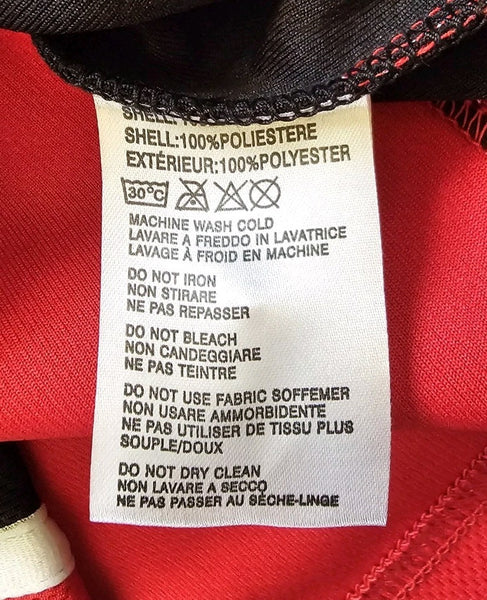 SHELL:100%POLIESTERE
EXTÉRIEUR:100%POLYESTER
30°C
MACHINE WASH COLD
LAVARE A FREDDO IN LAVATRICE
LAVAGE À FROID EN MACHINE
DO NOT IRON
NON STIRARE
NE PAS REPASSER
DO NOT BLEACH
NON CANDEGGIARE
NE PAS TEINTRE
DO NOT USE FABRIC SOFFEMER
NON USARE AMMORBIDENTE
NE PAS UTILISER DE TISSU PLUS
SOUPLE/DOUX
DO NOT DRY CLEAN
NON LAVARE A SECCO
NE PAS PASSER AU SÈCHE-LINGE